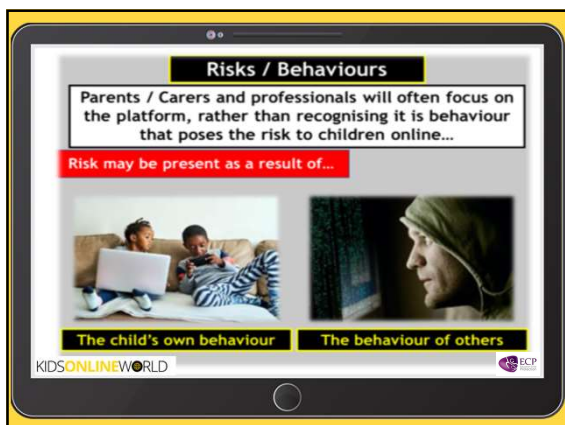 Risks / Behaviours
Parents / Carers and professionals will often focus on
the platform, rather than recognising it is behaviour
that poses the risk to children online...
Risk may be present as a result of...
The child's own behaviour
The behaviour of others
KIDSONLINEWORLD
ECP